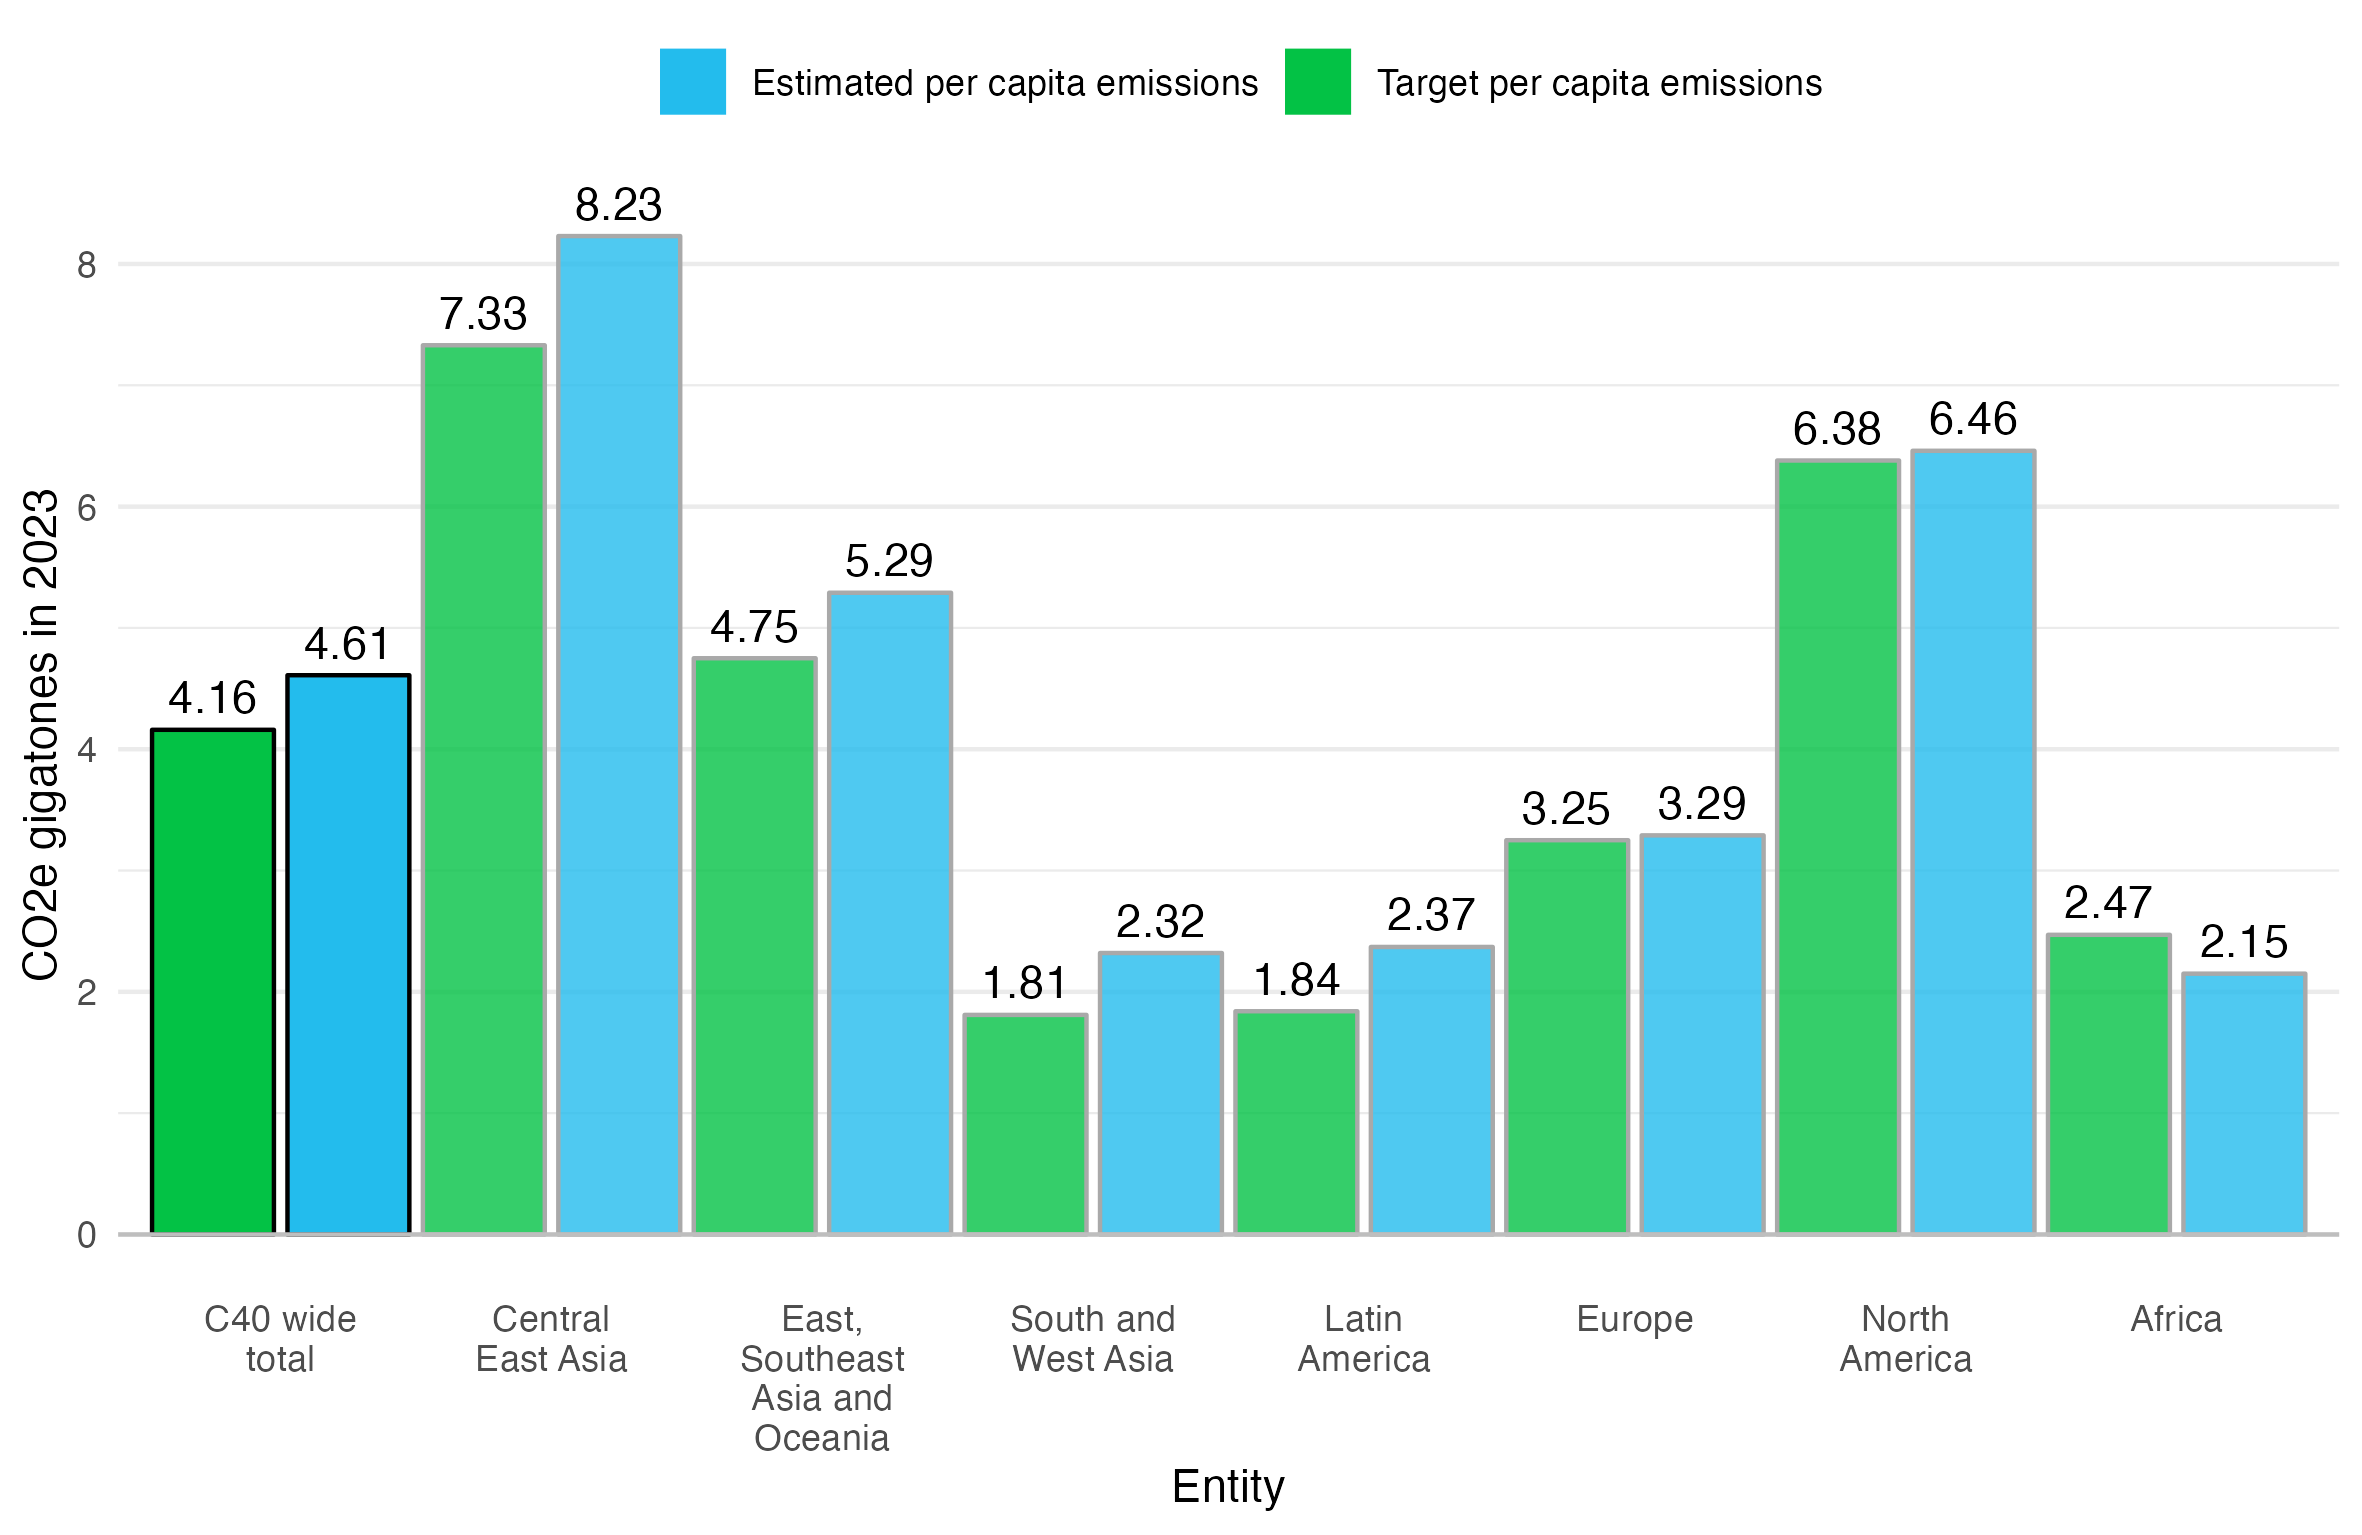 Estimated per capita emissions
Target per capita emissions
CO2e gigatones in 2023
8
6
4
2
0
4.16
4.61
7.33
8.23
4.75
5.29
1.81
2.32
1.84
2.37
3.25
3.29
6.38
6.46
2.47
2.15
C40 wide
total
Central
East Asia
East,
Southeast
Asia and
Oceania
South and
West Asia
Latin
America
Europe
North
America
Africa
Entity